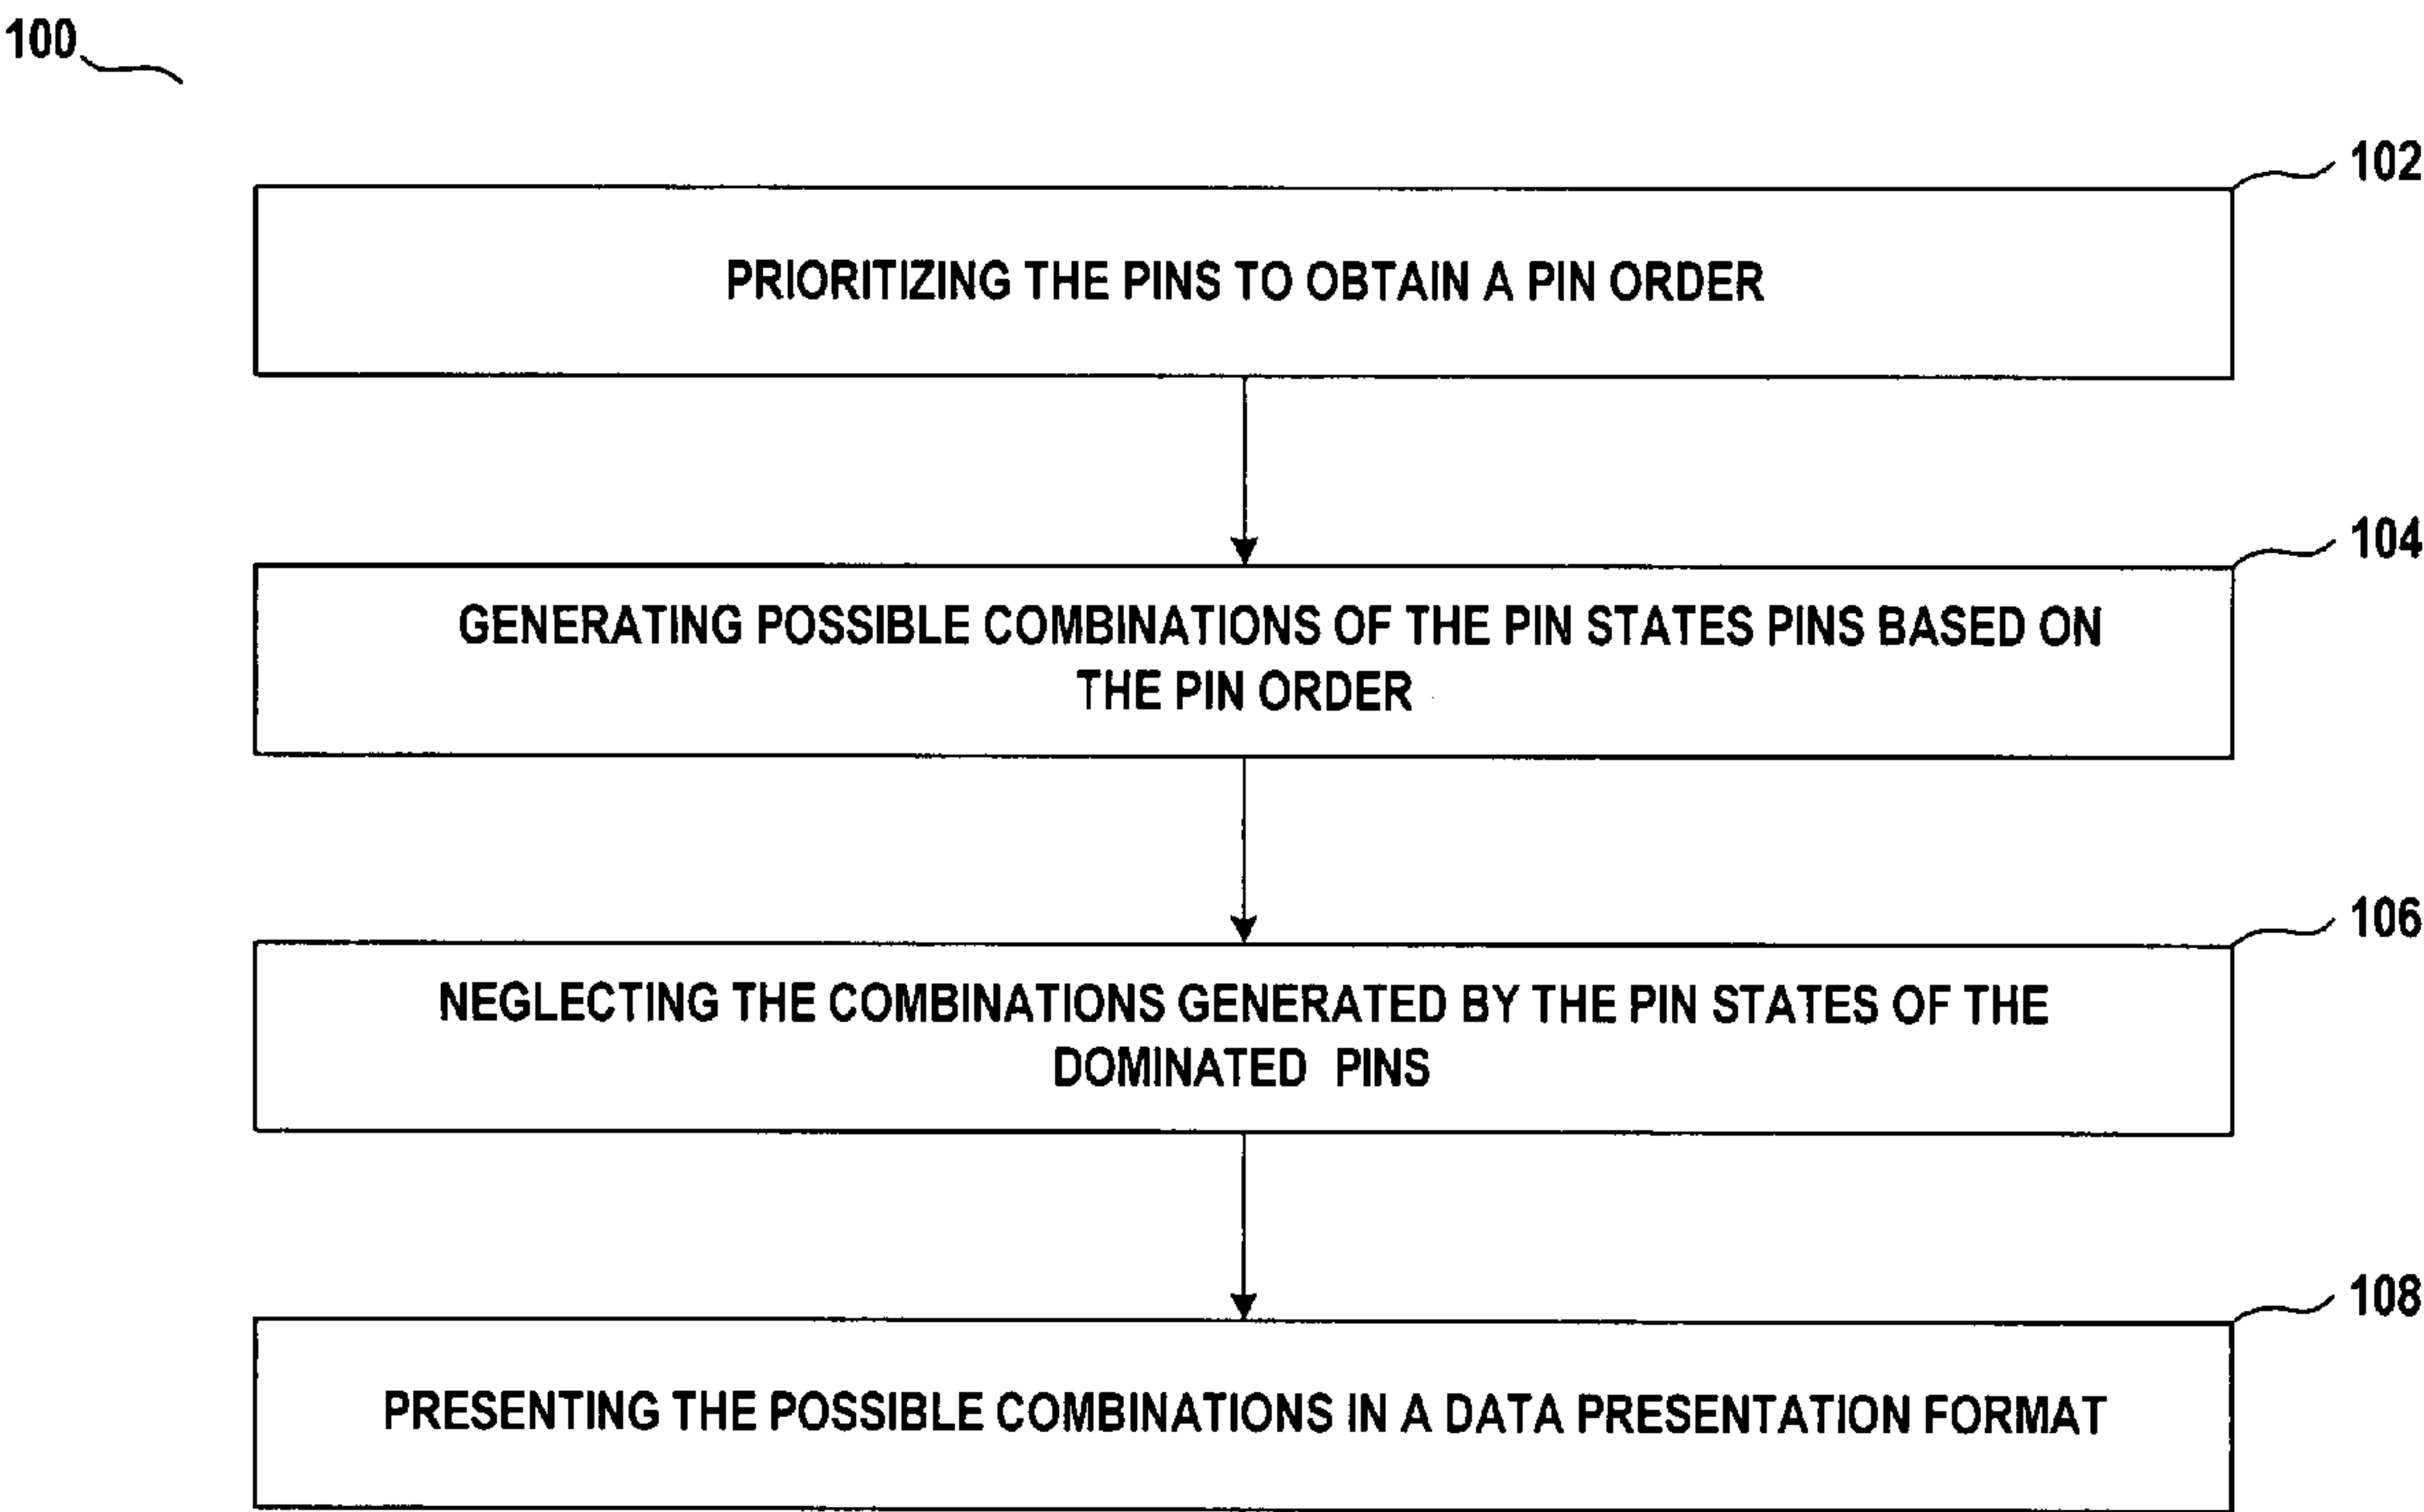 100
102
PRIORITIZING THE PINS TO OBTAIN A PIN ORDER
104
GENERATING POSSIBLE COMBINATIONS OF THE PIN STATES PINS BASED ON
THE PIN ORDER
106
NEGLECTING THE COMBINATIONS GENERATED BY THE PIN STATES OF THE
DOMINATED PINS
108
PRESENTING THE POSSIBLE COMBINATIONS IN A DATA PRESENTATION FORMAT